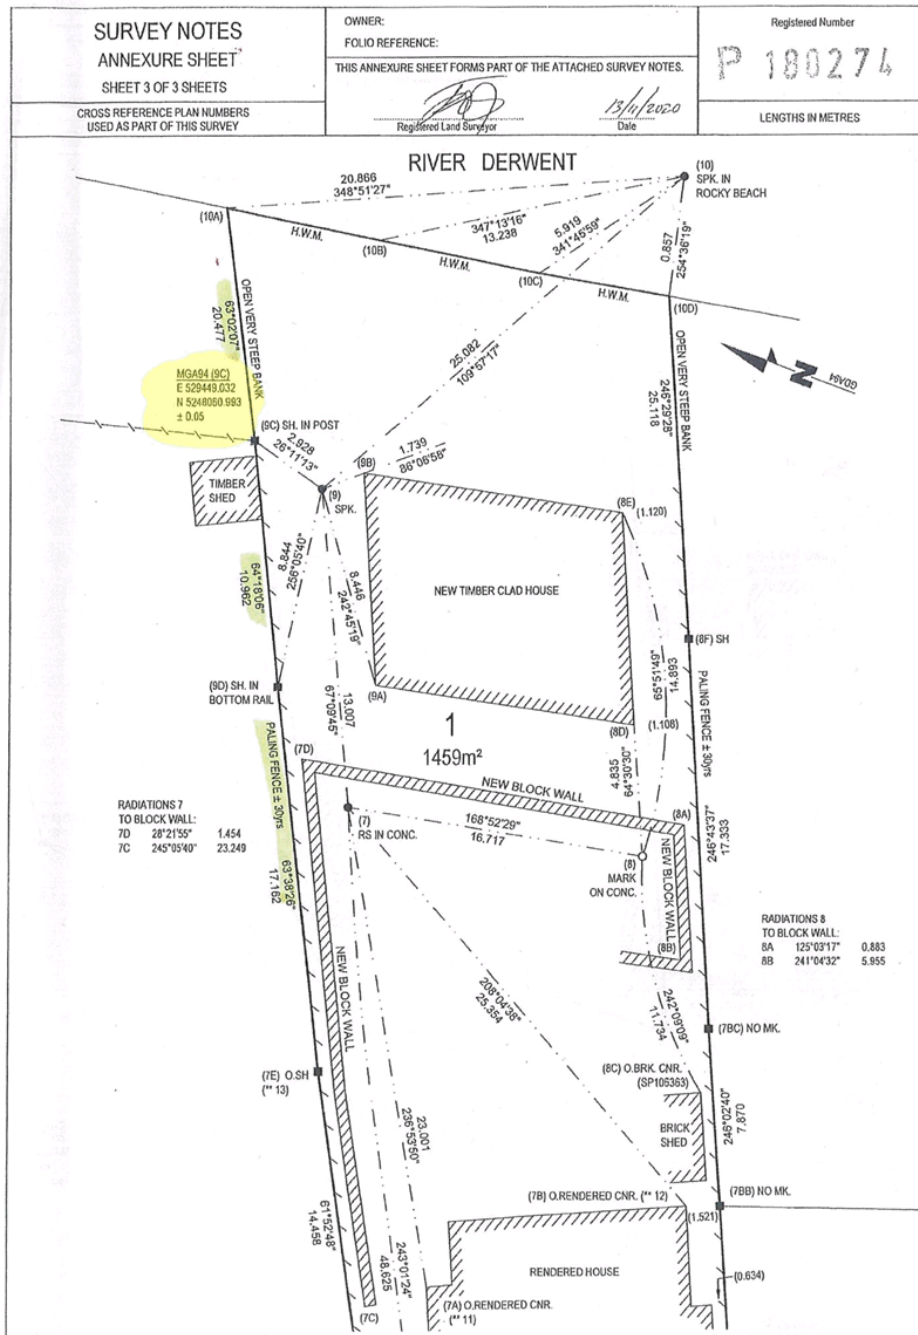 SURVEY NOTES
ANNEXURE SHEET
SHEET 3 OF 3 SHEETS
CROSS REFERENCE PLAN NUMBERS
USED AS PART OF THIS SURVEY
OWNER:
FOLIO REFERENCE:
THIS ANNEXURE SHEET FORMS PART OF THE ATTACHED SURVEY NOTES.
Registered Land Surveyor
13/11/2020
Date
Registered Number
P 180274
LENGTHS IN METRES
RIVER DERWENT
(10)
SPK. IN
ROCKY BEACH
20.866
348°51'27"
(10A)
H.W.M.
(10B)
347°13'16"
13.238
H.W.M.
5.919
341°46'59"
(10C)
H.W.M.
0.857
254°36'19"
(10D)
OPEN VERY STEEP BANK
63°02'07"
20.477
25.082
109°57'17"
OPEN VERY STEEP BANK
246°29'28"
25.118
N
GDA94
MGA94 (9C)
E 529449.032
N 5248060.993
± 0.05
(9C) SH. IN POST
2.928
26°11'13"
(9B)
1.739
86°06'58"
TIMBER
SHED
(9)
SPK.
(8E)
(1.120)
8.844
256°05'40"
8.446
242°45'19"
64°18'06"
10.962
NEW TIMBER CLAD HOUSE
65°51'49"
14.893
(8F) SH
(9D) SH. IN
BOTTOM RAIL
(9A)
13.007
67°09'45"
1
1459m²
(8D)
(1.108)
PALING FENCE ± 30yrs
(7D)
NEW BLOCK WALL
4.835
64°30'30"
PALING FENCE ± 30yrs
RADIATIONS 7
TO BLOCK WALL:
7D 28°21'55" 1.454
7C 245°05'40" 23.249
(7)
RS IN CONC.
168°52'29"
16.717
(8A)
(8)
MARK
ON CONC.
246°43'37"
17.333
63°38'26"
17.162
NEW BLOCK WALL
(8B)
RADIATIONS 8
TO BLOCK WALL:
8A 125°03'17" 0.883
8B 241°04'32" 5.955
NEW BLOCK WALL
208°04'38"
25.354
242°09'09"
11.734
(7BC) NO MK.
(7E) O.SH
(** 13)
(8C) O.BRK. CNR.
(SP106363)
BRICK
SHED
246°02'40"
7.870
23.001
236°53'50"
(7B) O.RENDERED CNR. (** 12)
(7BB) NO MK.
(1.521)
61°52'48"
14.458
243°01'24"
48.625
RENDERED HOUSE
(0.634)
(7C)
(7A) O.RENDERED CNR.
(** 11)